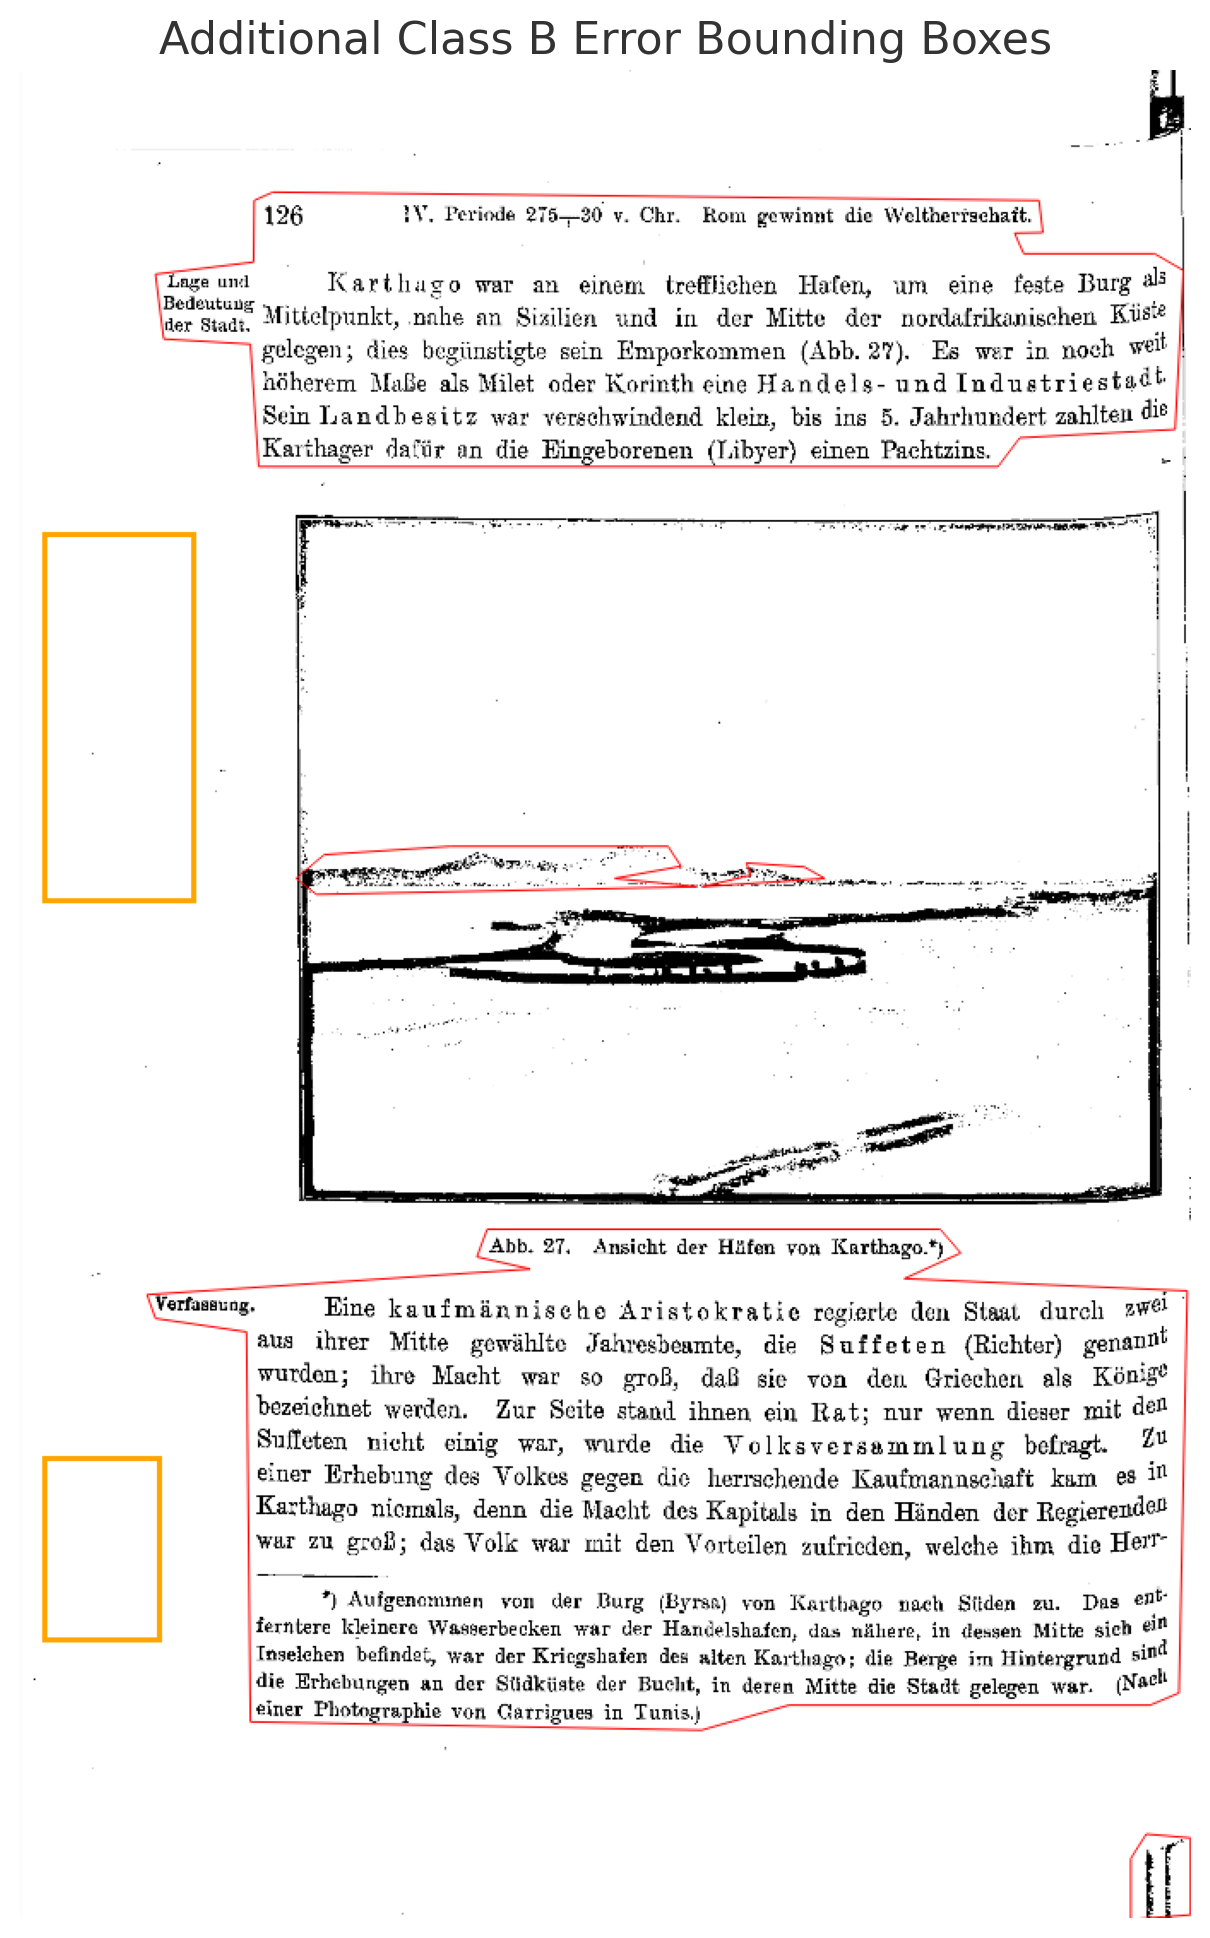 Additional Class B Error Bounding Boxes
126 IV. Periode 275—30 v. Chr. Rom gewinnt die Weltherrschaft.
Lage und
Bedeutung
der Stadt.
Karthago war an einem trefflichen Hafen, um eine feste Burg als
Mittelpunkt, nahe an Sizilien und in der Mitte der nordafrikanischen Küste
gelegen; dies begünstigte sein Emporkommen (Abb. 27). Es war in noch weit
höherem Maße als Milet oder Korinth eine Handels- und Industriestadt.
Sein Landbesitz war verschwindend klein, bis ins 5. Jahrhundert zahlten die
Karthager dafür an die Eingeborenen (Libyer) einen Pachtzins.
Abb. 27. Ansicht der Häfen von Karthago.*)
Verfassung.
Eine kaufmännische Aristokratie regierte den Staat durch zwei
aus ihrer Mitte gewählte Jahresbeamte, die Suffeten (Richter) genannt
wurden; ihre Macht war so groß, daß sie von den Griechen als Könige
bezeichnet werden. Zur Seite stand ihnen ein Rat; nur wenn dieser mit den
Suffeten nicht einig war, wurde die Volksversammlung befragt. Zu
einer Erhebung des Volkes gegen die herrschende Kaufmannschaft kam es in
Karthago niemals, denn die Macht des Kapitals in den Händen der Regierenden
war zu groß; das Volk war mit den Vorteilen zufrieden, welche ihm die Herr-
*) Aufgenommen von der Burg (Byrsa) von Karthago nach Süden zu. Das ent-
ferntere kleinere Wasserbecken war der Handelshafen, das nähere, in dessen Mitte sich ein
Inselchen befindet, war der Kriegshafen des alten Karthago; die Berge im Hintergrund sind
die Erhebungen an der Südküste der Bucht, in deren Mitte die Stadt gelegen war. (Nach
einer Photographie von Garrigues in Tunis.)